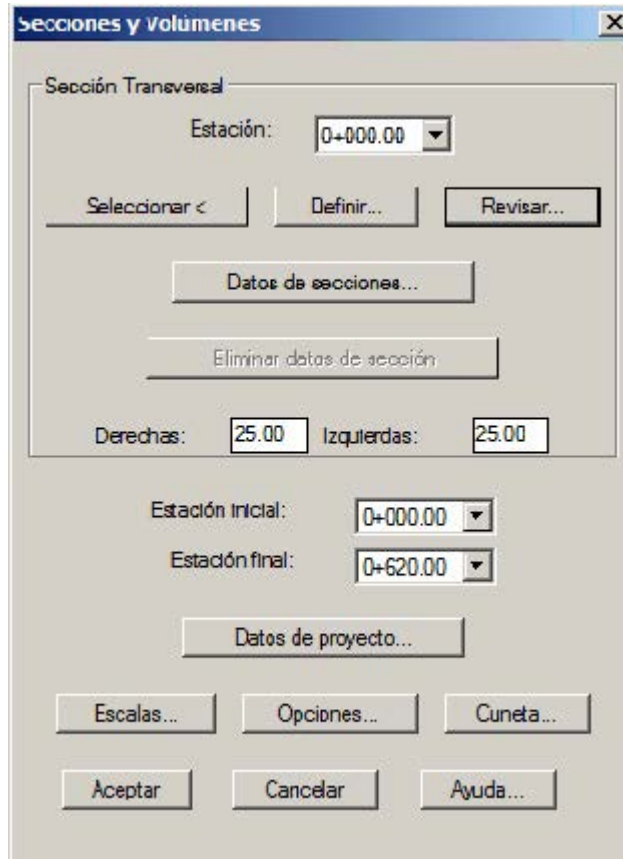 Secciones y Volúmenes
Sección Transversal
Estación: 0+000.00
Seleccionar < Definir... Revisar...
Datos de secciones...
Eliminar datos de sección
Derechas: 25.00 Izquierdas: 25.00
Estación inicial: 0+000.00
Estación final: 0+620.00
Datos de proyecto...
Escalas... Opciones... Cuneta...
Aceptar Cancelar Ayuda...